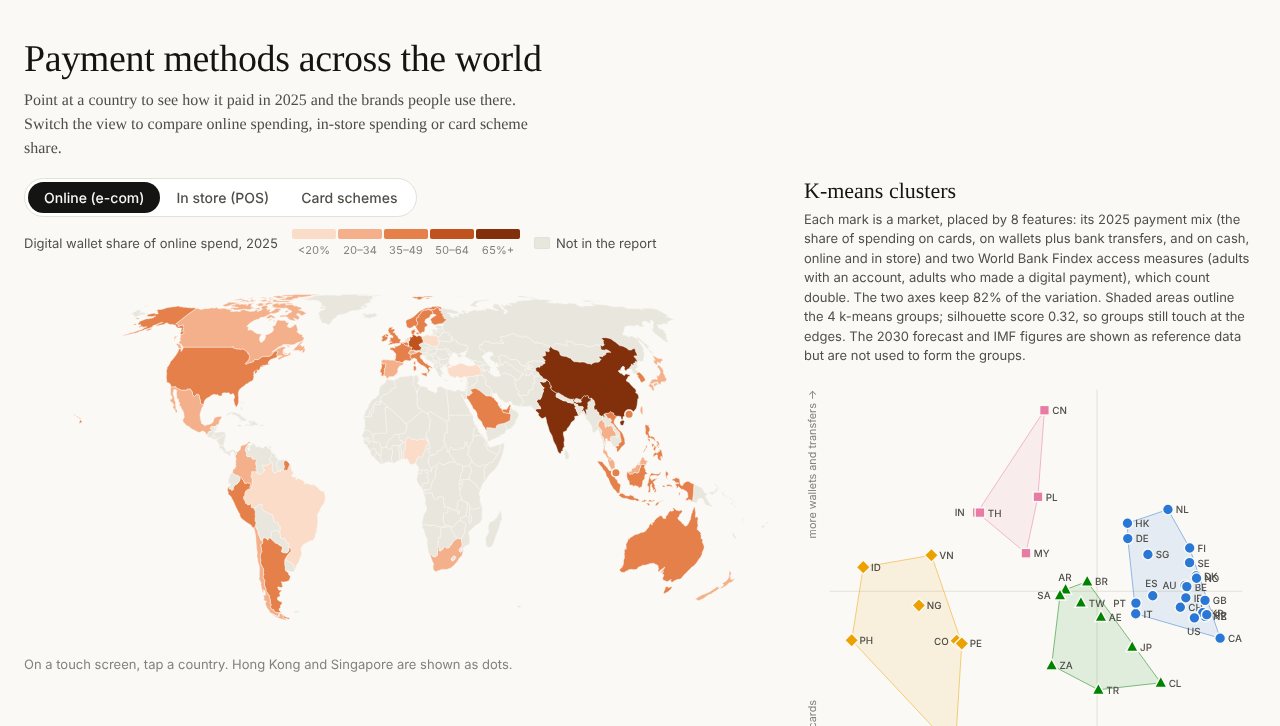 Payment methods across the world
Point at a country to see how it paid in 2025 and the brands people use there.
Switch the view to compare online spending, in-store spending or card scheme
share.
Online (e-com)
In store (POS)
Card schemes
Digital wallet share of online spend, 2025
<20%
20–34
35–49
50–64
65%+
Not in the report
On a touch screen, tap a country. Hong Kong and Singapore are shown as dots.
K-means clusters
Each mark is a market, placed by 8 features: its 2025 payment mix (the
share of spending on cards, on wallets plus bank transfers, and on cash,
online and in store) and two World Bank Findex access measures (adults
with an account, adults who made a digital payment), which count
double. The two axes keep 82% of the variation. Shaded areas outline
the 4 k-means groups; silhouette score 0.32, so groups still touch at the
edges. The 2030 forecast and IMF figures are shown as reference data
but are not used to form the groups.
more wallets and transfers →
CN
PL
IN
TH
NL
HK
DE
MY
SG
FI
VN
SE
ID
AR
BR
ES
AU
BE
SA
NG
TW
PT
GB
IT
AE
US
PH
CO
PE
CA
JP
ZA
CL
TR
cards